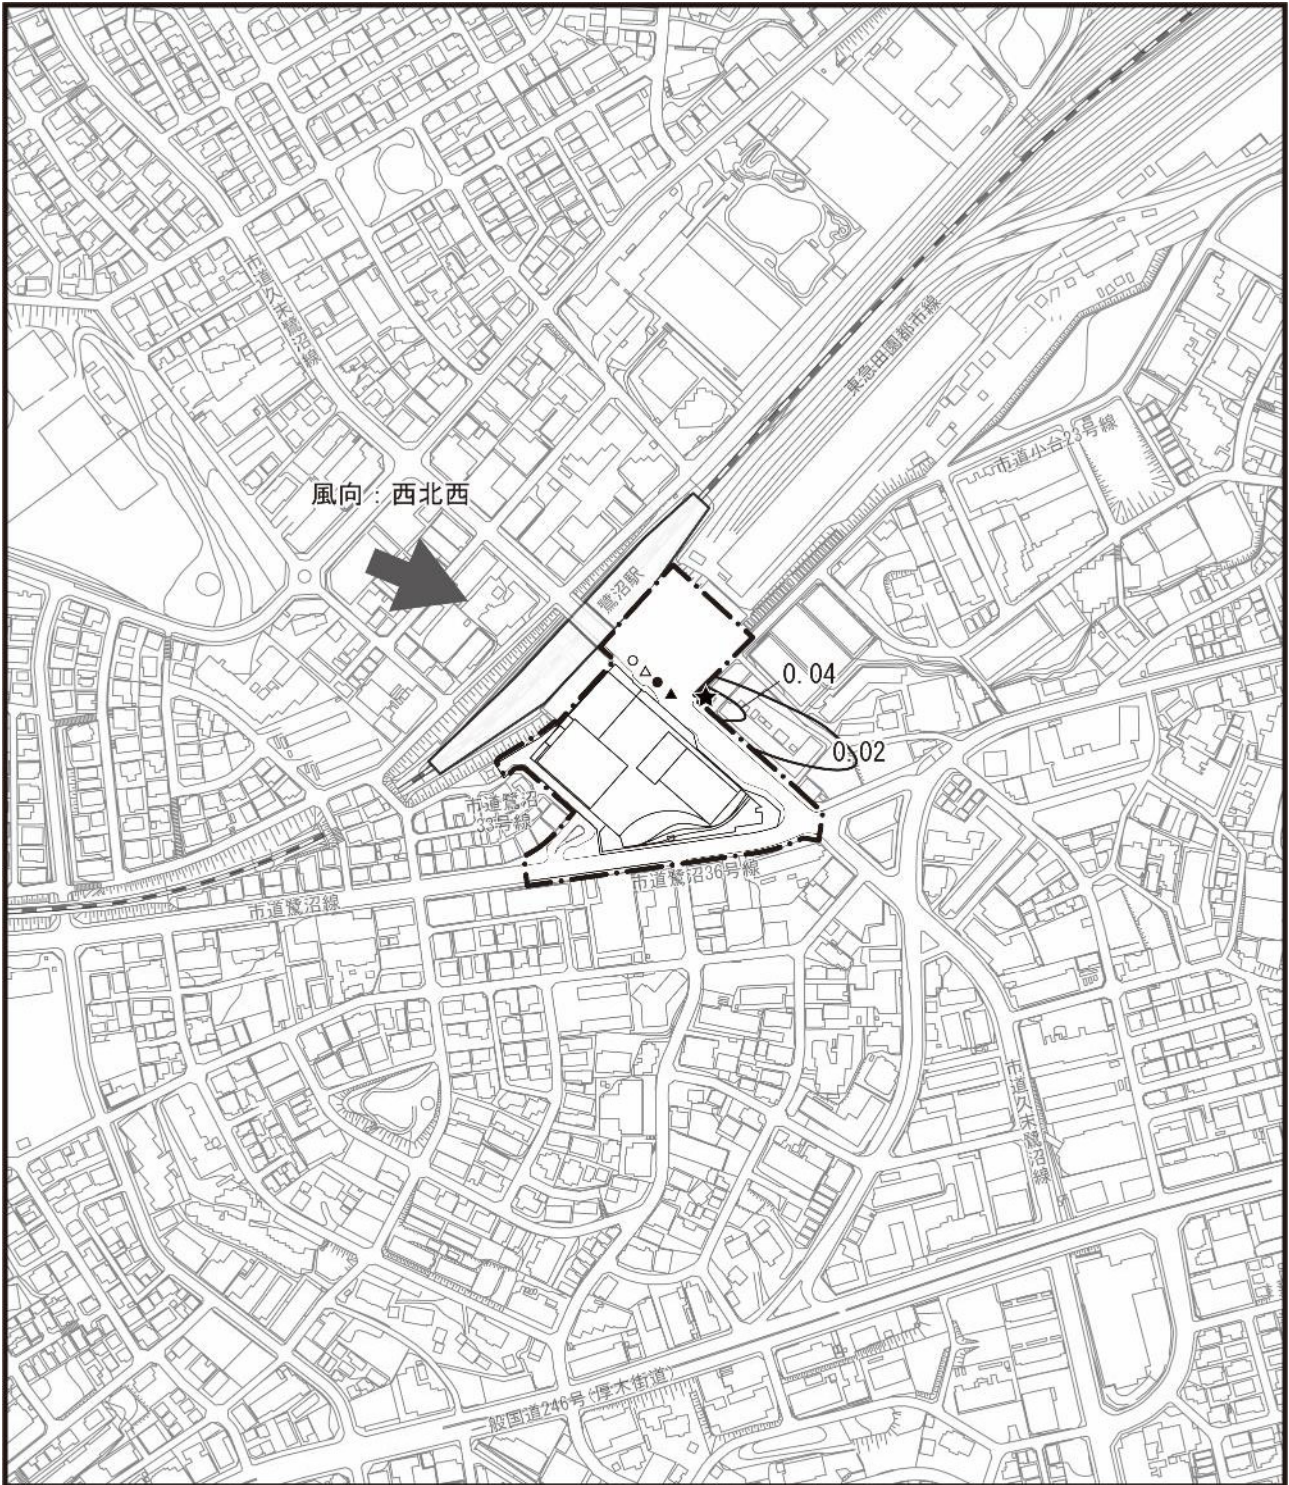 市道久末鷺沼線
東急田園都市線
市道小台23号線
風向：西北西
鷺沼駅
0.04
0.02
市道鷺沼
33号線
市道鷺沼36号線
市道鷺沼線
市道久末鷺沼線
一般国道246号(厚木街道)